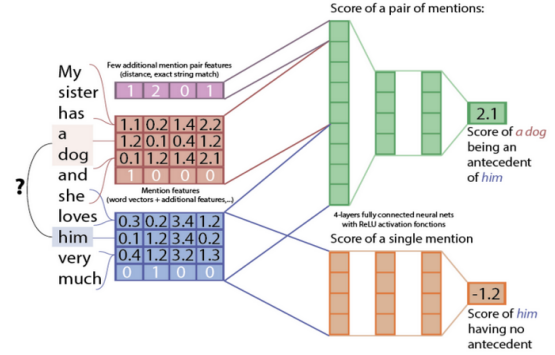 Score of a pair of mentions:
Few additional mention pair features
(distance, exact string match)
1 2 0 1
My
sister
has
a
dog
and
she
loves
him
very
much
?
1.1 0.2 1.4 2.2
1.2 0.1 0.4 1.2
0.1 1.2 1.4 2.1
1 0 0 0
Mention features
(word vectors + additional features,...)
0.3 0.2 3.4 1.2
0.1 1.2 3.4 0.2
0.4 1.2 3.2 1.3
0 1 0 0
2.1
Score of a dog
being an
antecedent
of him
4-layers fully connected neural nets
with ReLU activation functions
Score of a single mention
-1.2
Score of him
having no
antecedent